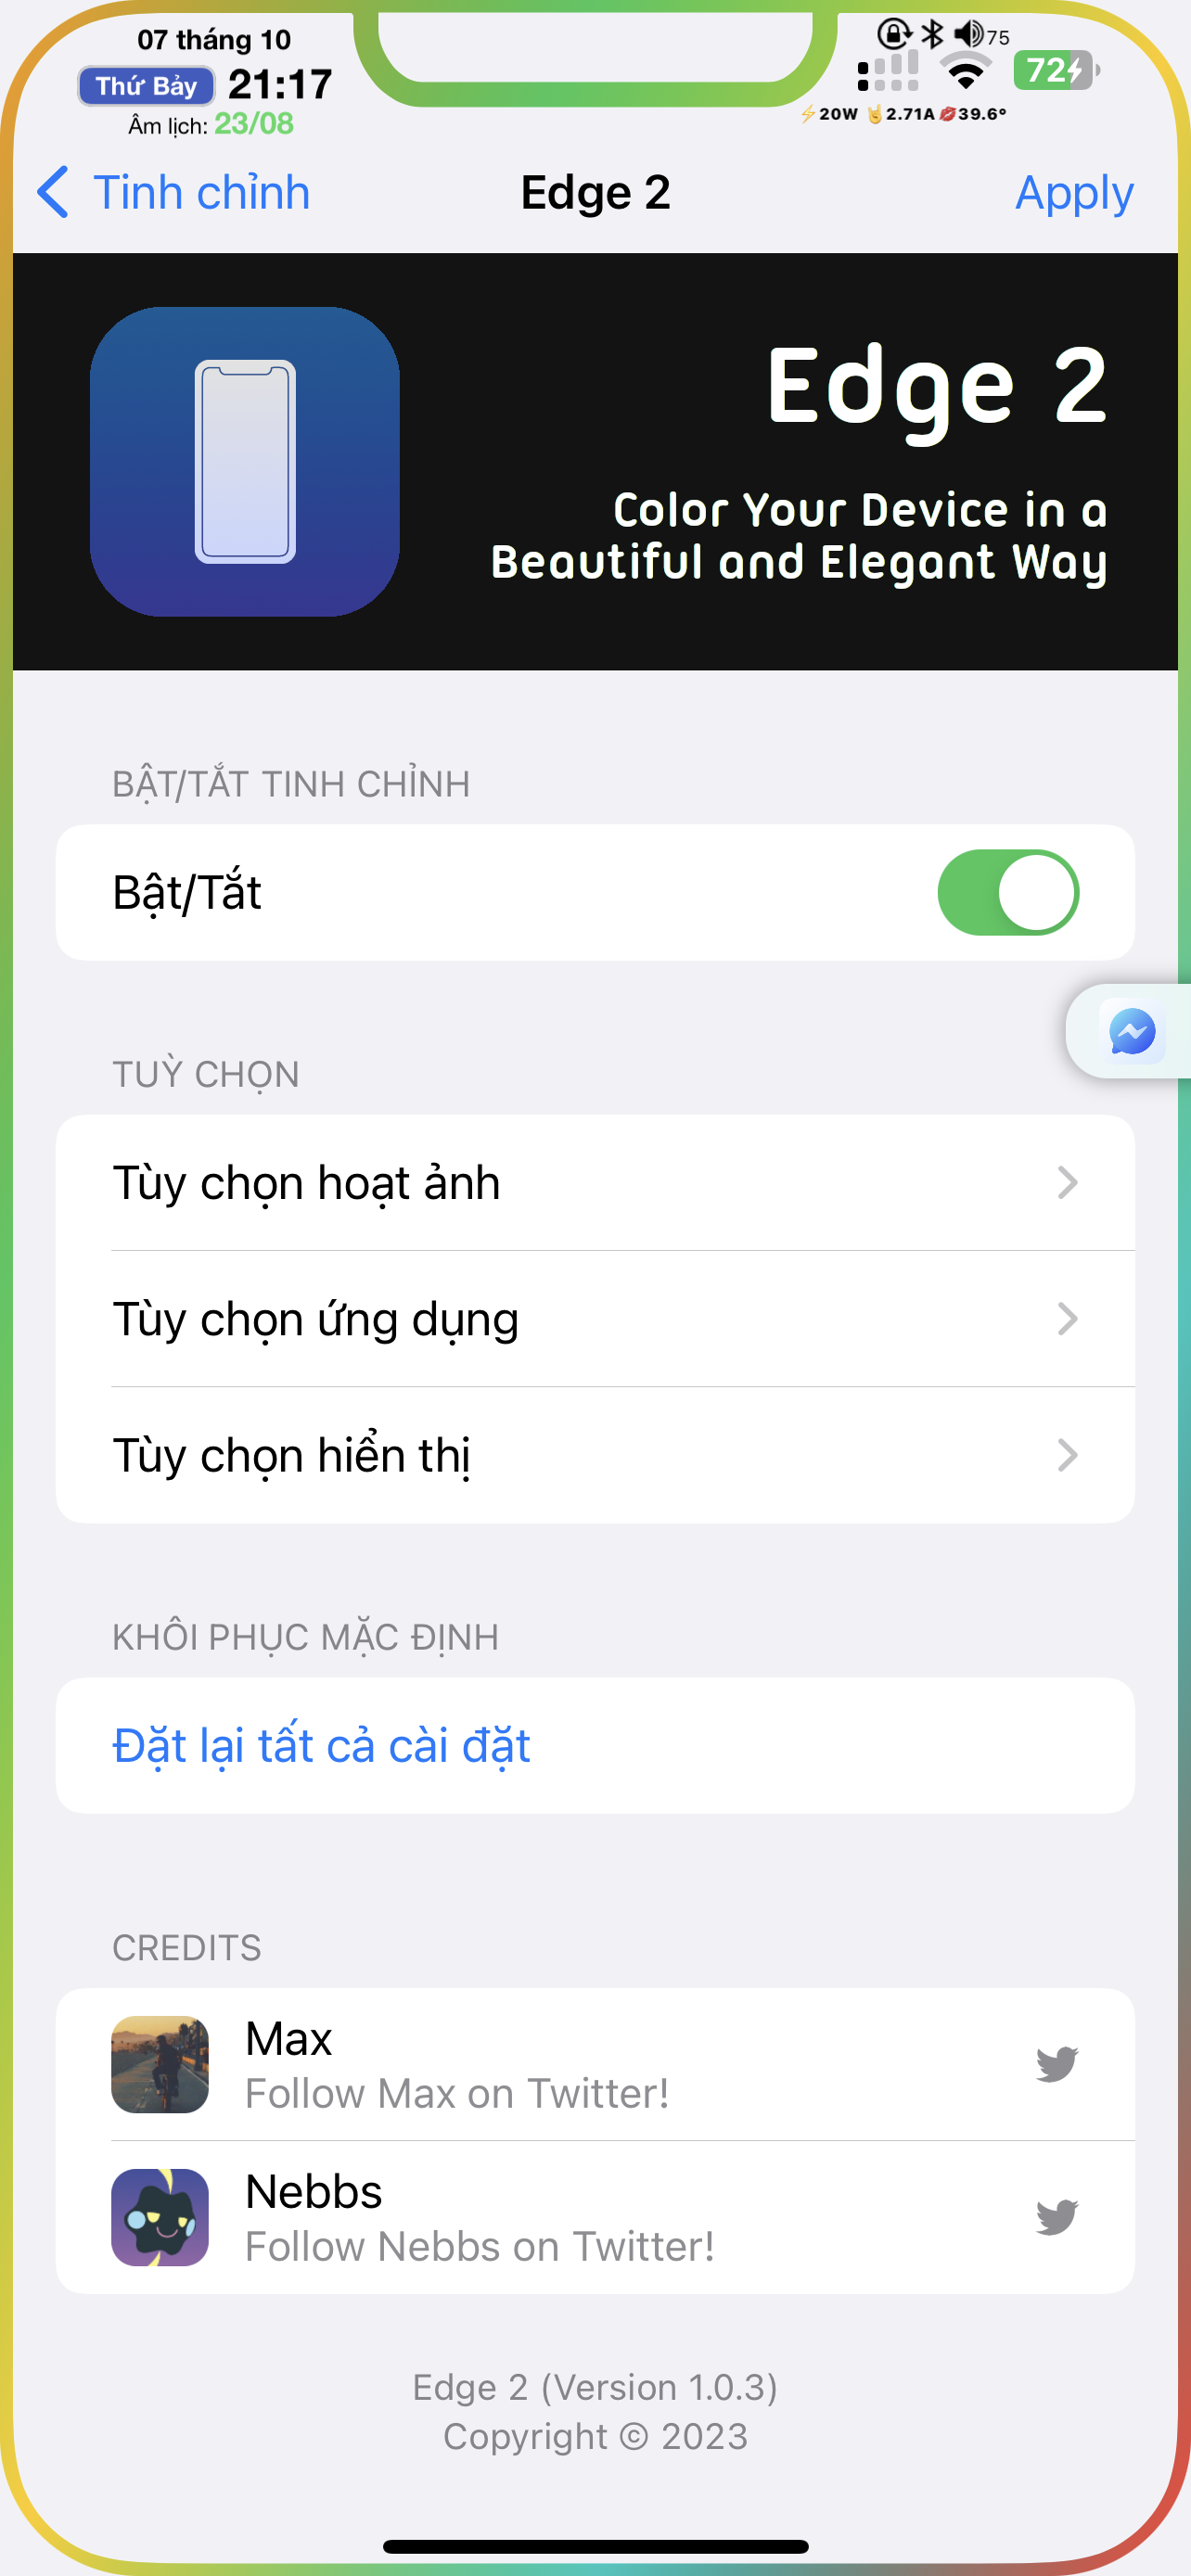 07 tháng 10
Thứ Bảy 21:17
Âm lịch: 23/08
75
72
⚡20W 🤘2.71A💋39.6°
Tinh chỉnh
Edge 2
Apply
Edge 2
Color Your Device in a
Beautiful and Elegant Way
BẬT/TẮT TINH CHỈNH
Bật/Tắt
TUỲ CHỌN
Tùy chọn hoạt ảnh
Tùy chọn ứng dụng
Tùy chọn hiển thị
KHÔI PHỤC MẶC ĐỊNH
Đặt lại tất cả cài đặt
CREDITS
Max
Follow Max on Twitter!
Nebbs
Follow Nebbs on Twitter!
Edge 2 (Version 1.0.3)
Copyright © 2023